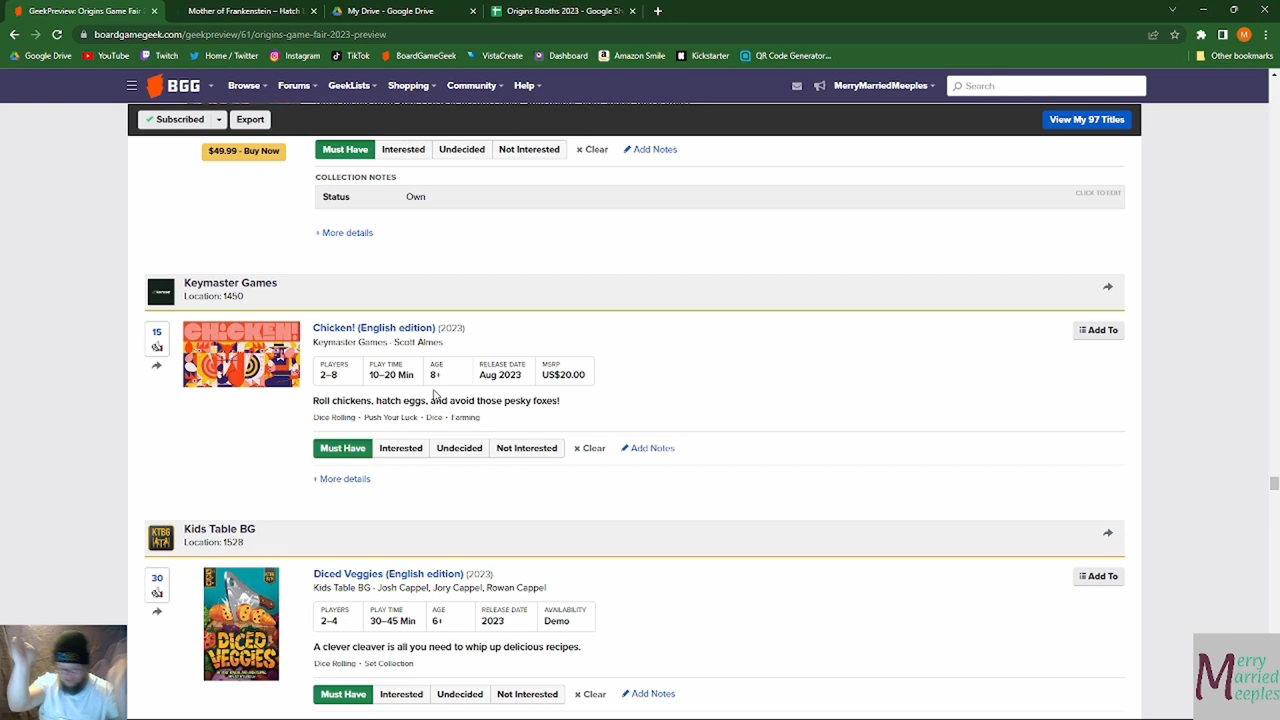 GeekPreview: Origins Game Fair
Mother of Frankenstein – Hatch
My Drive - Google Drive
Origins Booths 2023 - Google Sh
boardgamegeek.com/geekpreview/61/origins-game-fair-2023-preview
Google Drive YouTube Twitch Home / Twitter Instagram TikTok BoardGameGeek VistaCreate Dashboard Amazon Smile Kickstarter QR Code Generator... Other bookmarks
BGG Browse Forums GeekLists Shopping Community Help MerryMarriedMeeples Search
Subscribed Export View My 97 Titles
$49.99 - Buy Now Must Have Interested Undecided Not Interested × Clear Add Notes
COLLECTION NOTES
Status Own CLICK TO EDIT
+ More details
Keymaster Games
Location: 1450
15
CHICKEN!
Chicken! (English edition) (2023)
Add To
Keymaster Games · Scott Almes
PLAYERS PLAY TIME AGE RELEASE DATE MSRP
2–8 10–20 Min 8+ Aug 2023 US$20.00
Roll chickens, hatch eggs, and avoid those pesky foxes!
Dice Rolling · Push Your Luck · Dice · Farming
Must Have Interested Undecided Not Interested × Clear Add Notes
+ More details
KTBG
Kids Table BG
Location: 1528
30
DICED VEGGIES
Diced Veggies (English edition) (2023)
Add To
Kids Table BG · Josh Cappel, Jory Cappel, Rowan Cappel
PLAYERS PLAY TIME AGE RELEASE DATE AVAILABILITY
2–4 30–45 Min 6+ 2023 Demo
A clever cleaver is all you need to whip up delicious recipes.
Dice Rolling · Set Collection
Must Have Interested Undecided Not Interested × Clear Add Notes
Merry
Married
Meeples